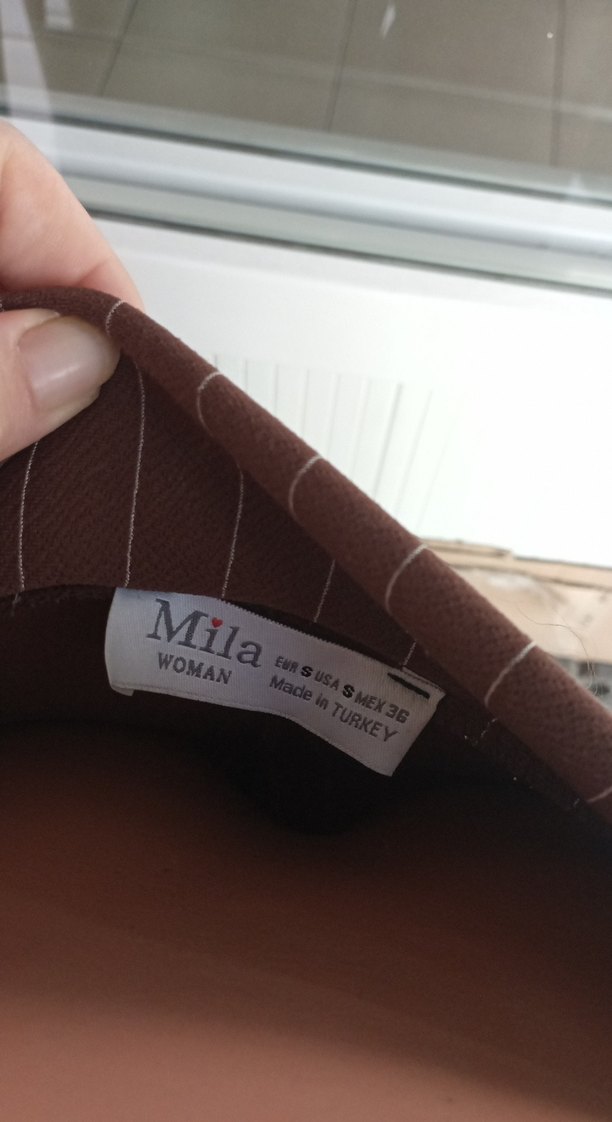 Mila
WOMAN
EUR S USA S MEX 36
Made in TURKEY